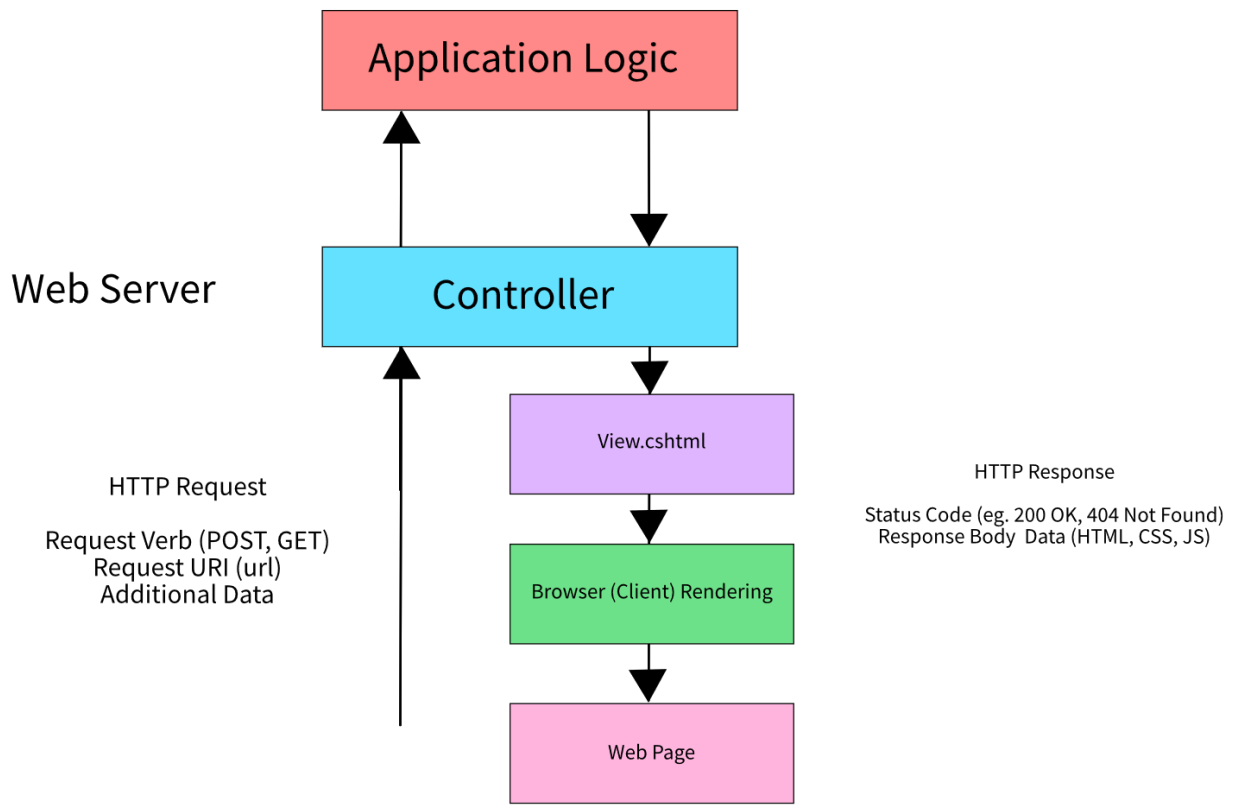 Application Logic
Web Server
Controller
View.cshtml
HTTP Request
Request Verb (POST, GET)
Request URI (url)
Additional Data
HTTP Response
Status Code (eg. 200 OK, 404 Not Found)
Response Body Data (HTML, CSS, JS)
Browser (Client) Rendering
Web Page